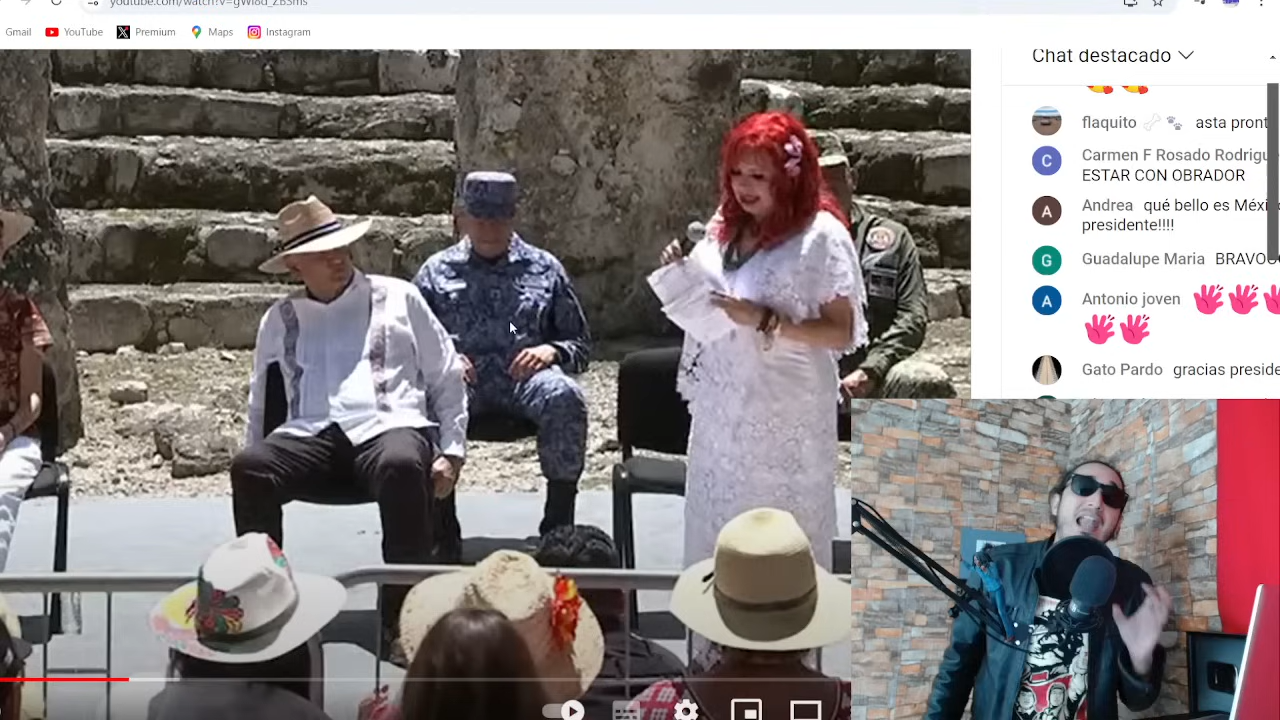 youtube.com/watch?v=gWi8d_ZB3ms
Gmail YouTube Premium Maps Instagram
Chat destacado
flaquito asta pront
Carmen F Rosado Rodrigu
ESTAR CON OBRADOR
Andrea qué bello es Méxi
presidente!!!!
Guadalupe Maria BRAVO
Antonio joven
Gato Pardo gracias preside
C
A
G
A